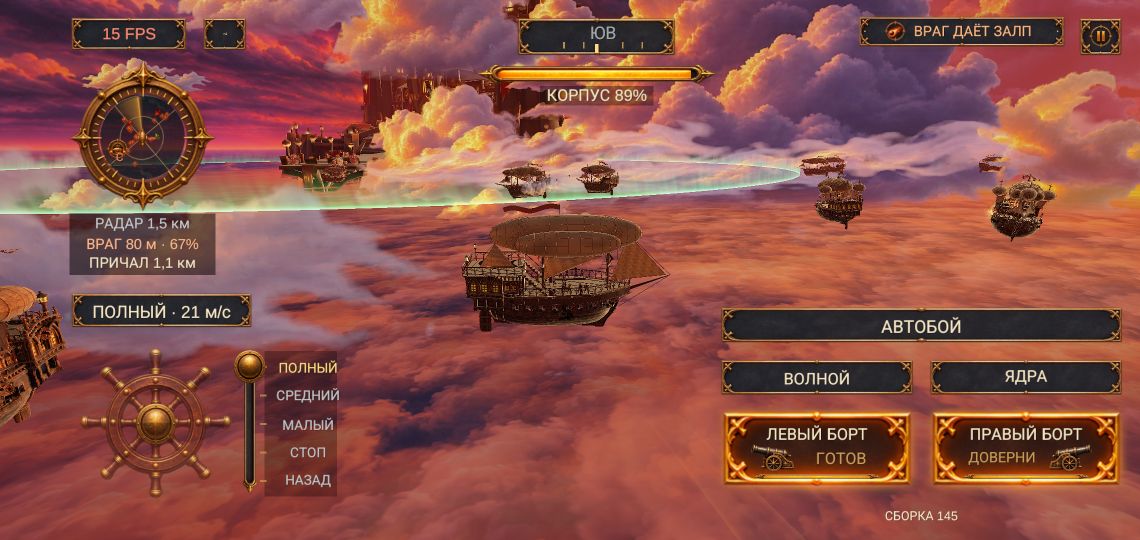 15 FPS
~
ЮВ
ВРАГ ДАЁТ ЗАЛП
КОРПУС 89%
РАДАР 1,5 км
ВРАГ 80 м · 67%
ПРИЧАЛ 1,1 км
ПОЛНЫЙ · 21 м/с
ПОЛНЫЙ
СРЕДНИЙ
МАЛЫЙ
СТОП
НАЗАД
АВТОБОЙ
ВОЛНОЙ
ЯДРА
ЛЕВЫЙ БОРТ
ГОТОВ
ПРАВЫЙ БОРТ
ДОВЕРНИ
СБОРКА 145